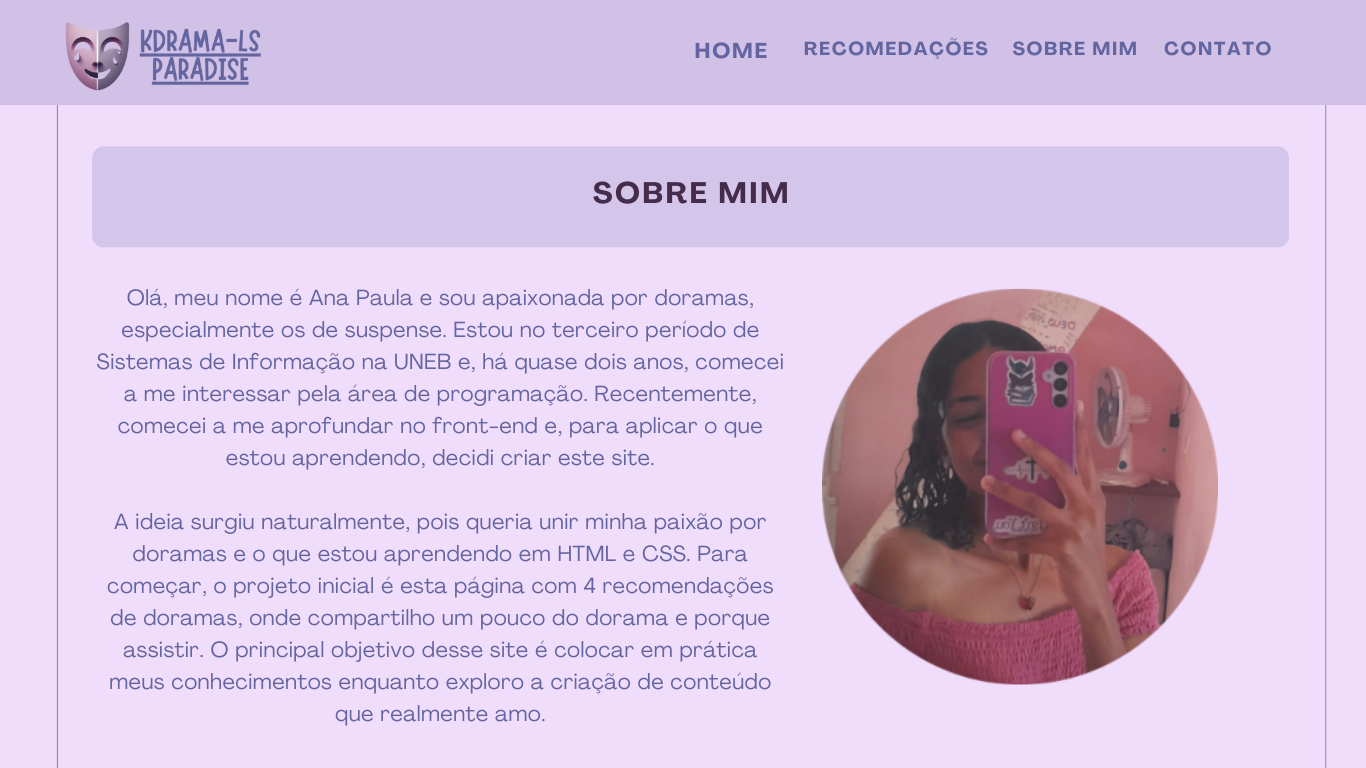 KDRAMA-LS
PARADISE
HOME
RECOMEDAÇÕES
SOBRE MIM
CONTATO
SOBRE MIM
Olá, meu nome é Ana Paula e sou apaixonada por doramas,
especialmente os de suspense. Estou no terceiro período de
Sistemas de Informação na UNEB e, há quase dois anos, comecei
a me interessar pela área de programação. Recentemente,
comecei a me aprofundar no front-end e, para aplicar o que
estou aprendendo, decidi criar este site.
A ideia surgiu naturalmente, pois queria unir minha paixão por
doramas e o que estou aprendendo em HTML e CSS. Para
começar, o projeto inicial é esta página com 4 recomendações
de doramas, onde compartilho um pouco do dorama e porque
assistir. O principal objetivo desse site é colocar em prática
meus conhecimentos enquanto exploro a criação de conteúdo
que realmente amo.